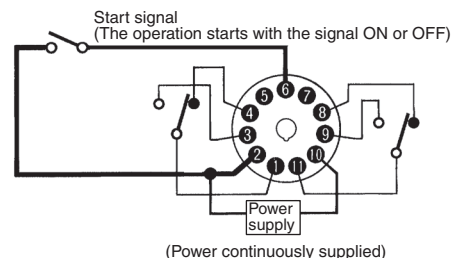 Start signal
(The operation starts with the signal ON or OFF)
6
5
7
4
8
3
9
2
10
1
11
Power
supply
(Power continuously supplied)